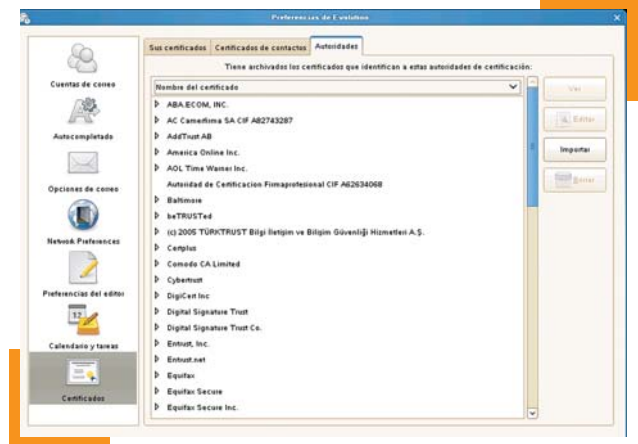 Preferencias de Evolution
Cuentas de correo
Autocompletado
Opciones de correo
Network Preferences
Preferencias del editor
12
Calendario y tareas
Certificados
Sus certificados
Certificados de contactos
Autoridades
Tiene archivados los certificados que identifican a estas autoridades de certificación:
Nombre del certificado
ABA.ECOM, INC.
AC Camerfirma SA CIF A82743287
AddTrust AB
America Online Inc.
AOL Time Warner Inc.
Autoridad de Certificacion Firmaprofesional CIF A62634068
Baltimore
beTRUSTed
(c) 2005 TÜRKTRUST Bilgi İletişim ve Bilişim Güvenliği Hizmetleri A.Ş.
Certplus
Comodo CA Limited
Cybertrust
DigiCert Inc
Digital Signature Trust
Digital Signature Trust Co.
Entrust, Inc.
Entrust.net
Equifax
Equifax Secure
Equifax Secure Inc.
Ver
Editar
Importar
Borrar